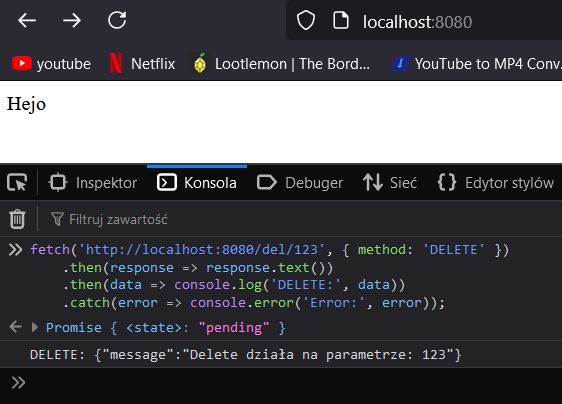 localhost:8080
youtube Netflix Lootlemon | The Bord... YouTube to MP4 Conv.
Hejo
Inspektor Konsola Debuger Sieć Edytor stylów
Filtruj zawartość
fetch('http://localhost:8080/del/123', { method: 'DELETE' })
.then(response => response.text())
.then(data => console.log('DELETE:', data))
.catch(error => console.error('Error:', error));
Promise { <state>: "pending" }
DELETE: {"message":"Delete działa na parametrze: 123"}